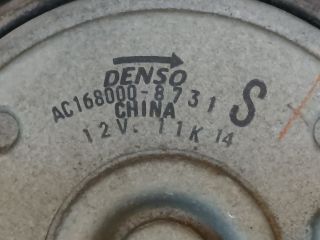 DENSO
AC168000-8731 S
CHINA
12V. 11K 14